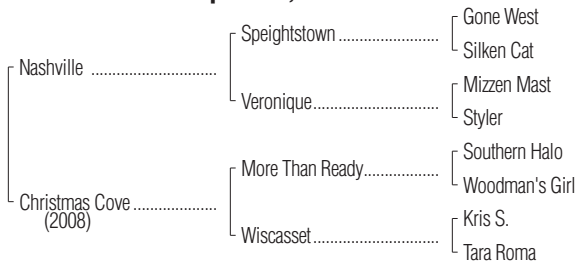 Gone West
Speightstown
Silken Cat
Nashville
Mizzen Mast
Veronique
Styler
Southern Halo
More Than Ready
Woodman's Girl
Christmas Cove
(2008)
Kris S.
Wiscasset
Tara Roma